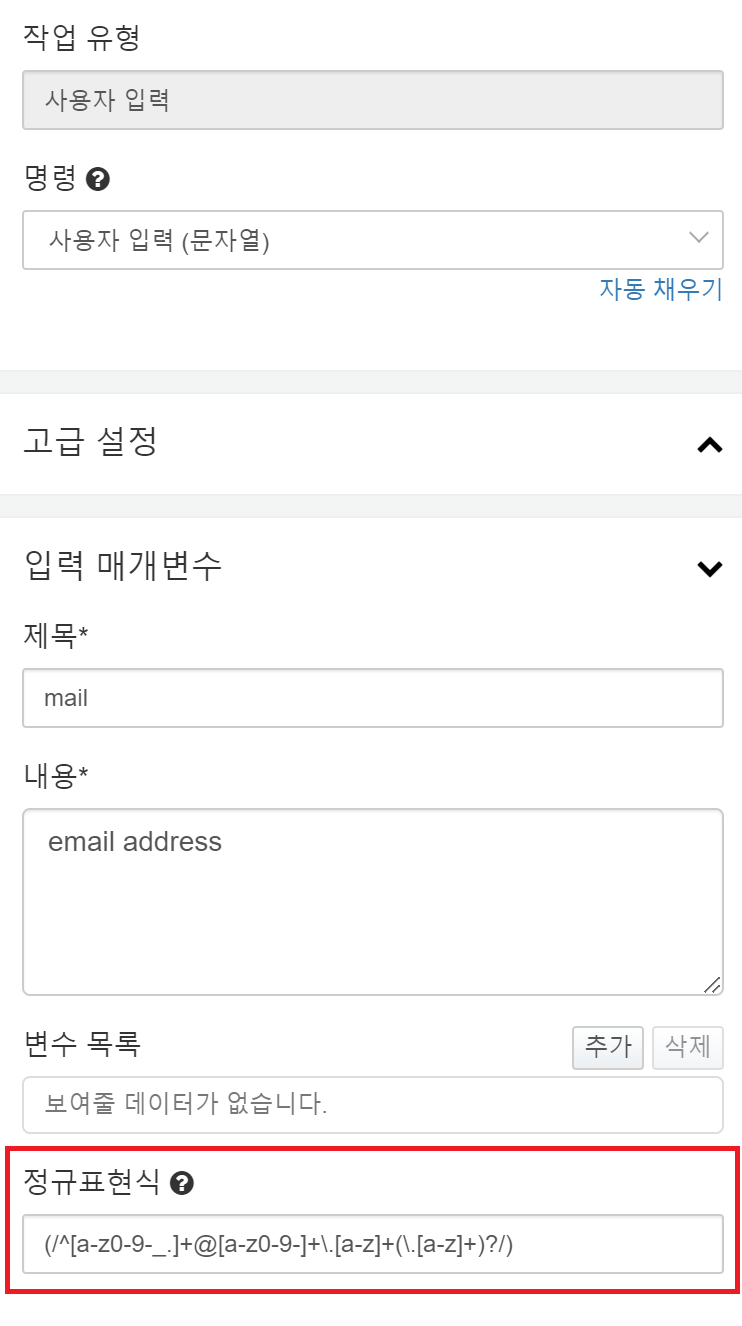 작업 유형
사용자 입력
명령 ?
사용자 입력 (문자열)
자동 채우기
고급 설정
입력 매개변수
제목*
mail
내용*
email address
변수 목록 추가 삭제
보여줄 데이터가 없습니다.
정규표현식 ?
(/^[a-z0-9-_.]+@[a-z0-9-]+\.[a-z]+(\.[a-z]+)?/)